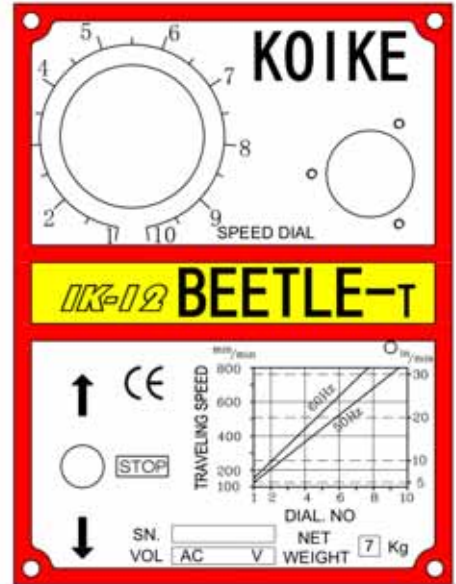 KOIKE
5 6
4 7
8
2 9
1 10
SPEED DIAL
IK-12 BEETLE-T
CE
STOP
TRAVELING SPEED
mm/min
in/min
800
600
400
200
100
60Hz
50Hz
30
20
10
5
1 2 4 6 8 10
DIAL. NO
SN.
NET WEIGHT 7 Kg
VOL AC V